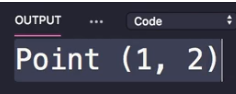 OUTPUT ... Code
Point (1, 2)